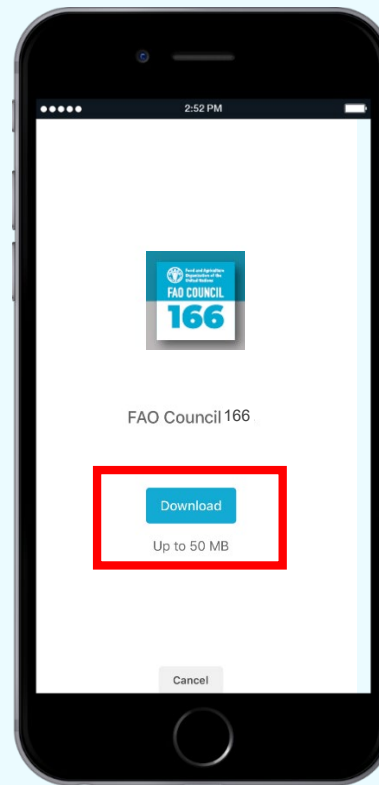 2:52 PM
Food and Agriculture
Organization of the
United Nations
FAO COUNCIL
166
FAO Council 166
Download
Up to 50 MB
Cancel